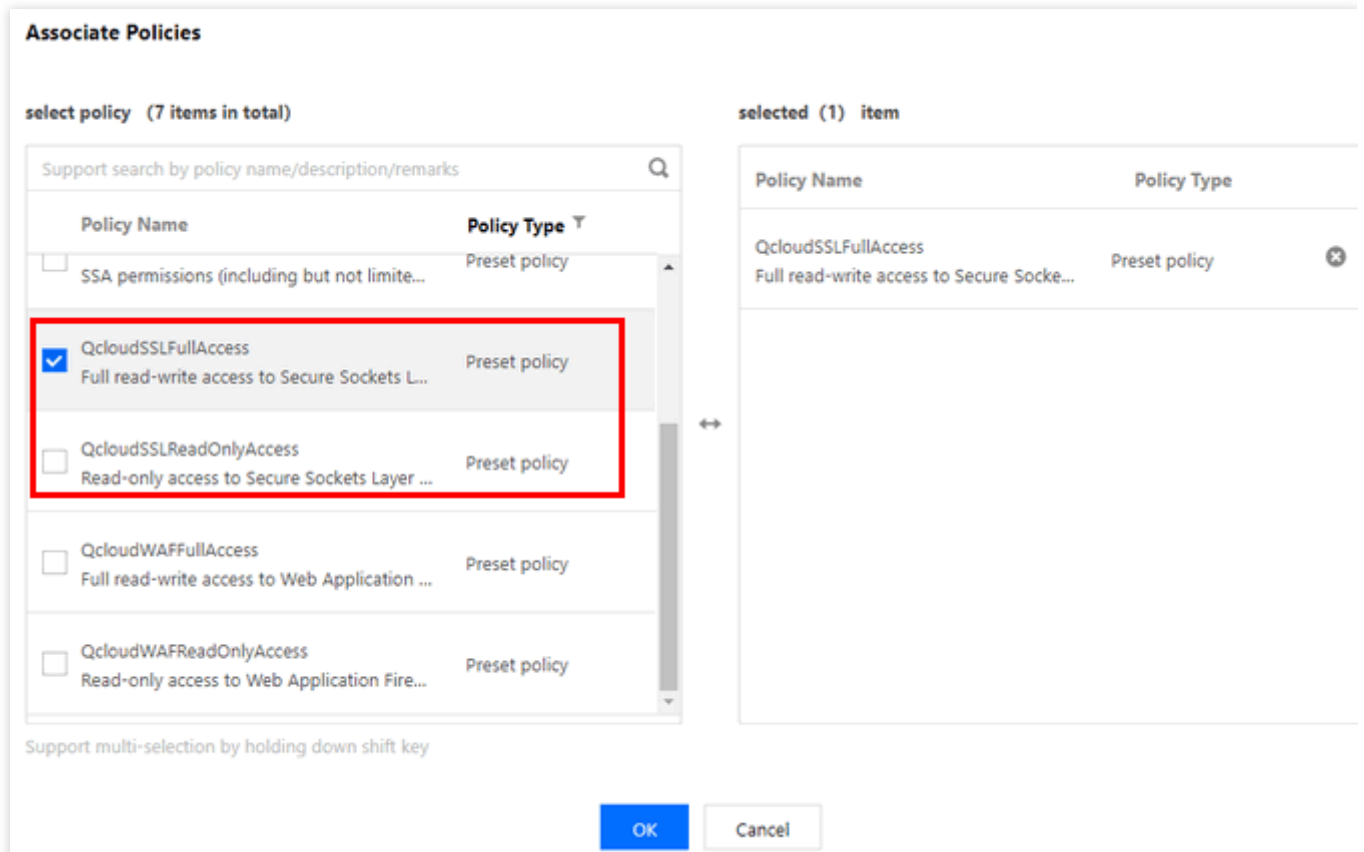 Associate Policies
select policy (7 items in total)
Support search by policy name/description/remarks
Policy Name Policy Type
Preset policy
SSA permissions (including but not limite...
QcloudSSLFullAccess
Full read-write access to Secure Sockets L...
Preset policy
QcloudSSLReadOnlyAccess
Read-only access to Secure Sockets Layer ...
Preset policy
QcloudWAFFullAccess
Full read-write access to Web Application ...
Preset policy
QcloudWAFReadOnlyAccess
Read-only access to Web Application Fire...
Preset policy
Support multi-selection by holding down shift key
selected (1) item
Policy Name Policy Type
QcloudSSLFullAccess
Full read-write access to Secure Socke...
Preset policy
OK Cancel